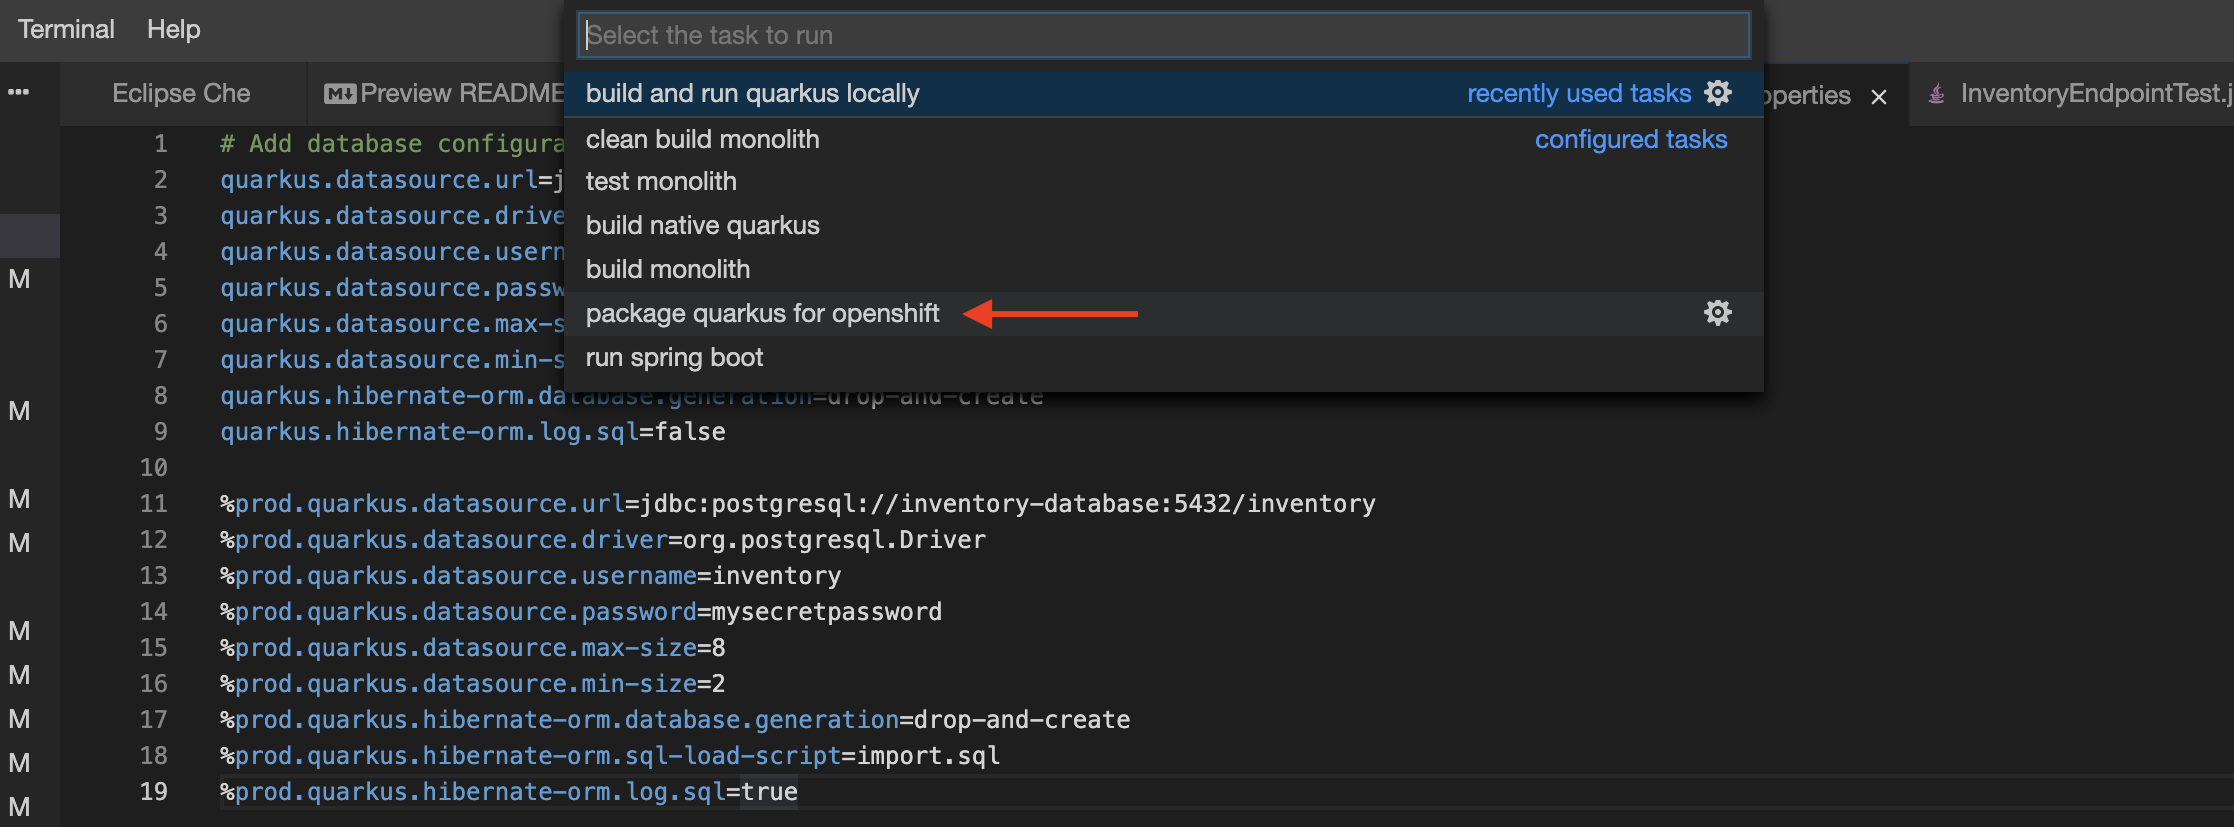 Terminal Help
Select the task to run
Eclipse Che
Preview README
operties
InventoryEndpointTest.j
build and run quarkus locally recently used tasks
clean build monolith configured tasks
test monolith
build native quarkus
build monolith
package quarkus for openshift
run spring boot
1 # Add database configura
2 quarkus.datasource.url=j
3 quarkus.datasource.drive
4 quarkus.datasource.usern
5 quarkus.datasource.passw
6 quarkus.datasource.max-s
7 quarkus.datasource.min-s
8 quarkus.hibernate-orm.database.generation=drop-and-create
9 quarkus.hibernate-orm.log.sql=false
10
11 %prod.quarkus.datasource.url=jdbc:postgresql://inventory-database:5432/inventory
12 %prod.quarkus.datasource.driver=org.postgresql.Driver
13 %prod.quarkus.datasource.username=inventory
14 %prod.quarkus.datasource.password=mysecretpassword
15 %prod.quarkus.datasource.max-size=8
16 %prod.quarkus.datasource.min-size=2
17 %prod.quarkus.hibernate-orm.database.generation=drop-and-create
18 %prod.quarkus.hibernate-orm.sql-load-script=import.sql
19 %prod.quarkus.hibernate-orm.log.sql=true
M
M
M
M
M
M
M
M
M